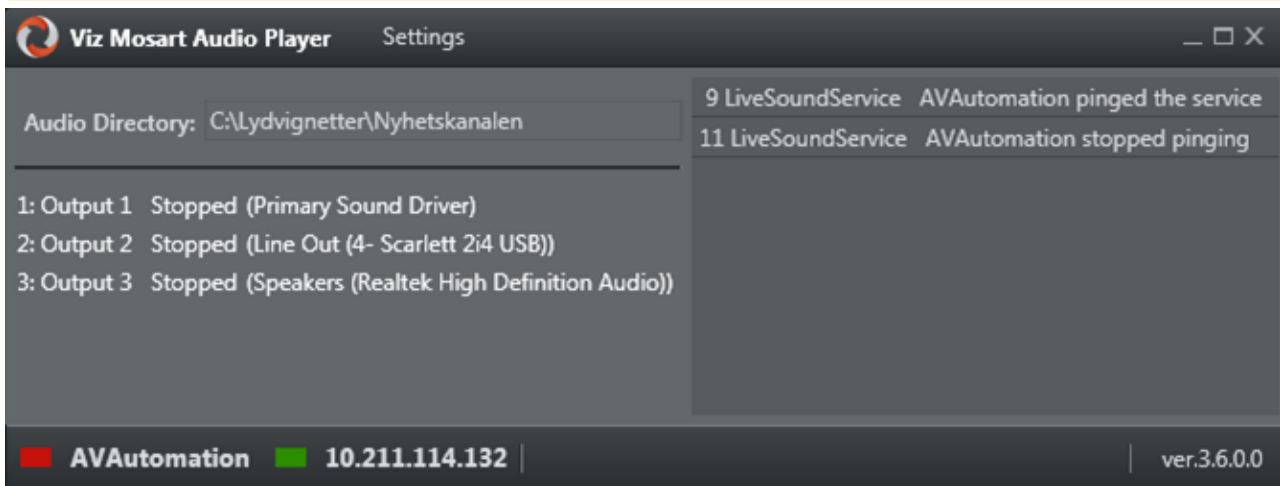 Viz Mosart Audio Player Settings
Audio Directory: C:\Lydvignetter\Nyhetskanalen
1: Output 1 Stopped (Primary Sound Driver)
2: Output 2 Stopped (Line Out (4- Scarlett 2i4 USB))
3: Output 3 Stopped (Speakers (Realtek High Definition Audio))
9 LiveSoundService AVAutomation pinged the service
11 LiveSoundService AVAutomation stopped pinging
AVAutomation 10.211.114.132 ver.3.6.0.0